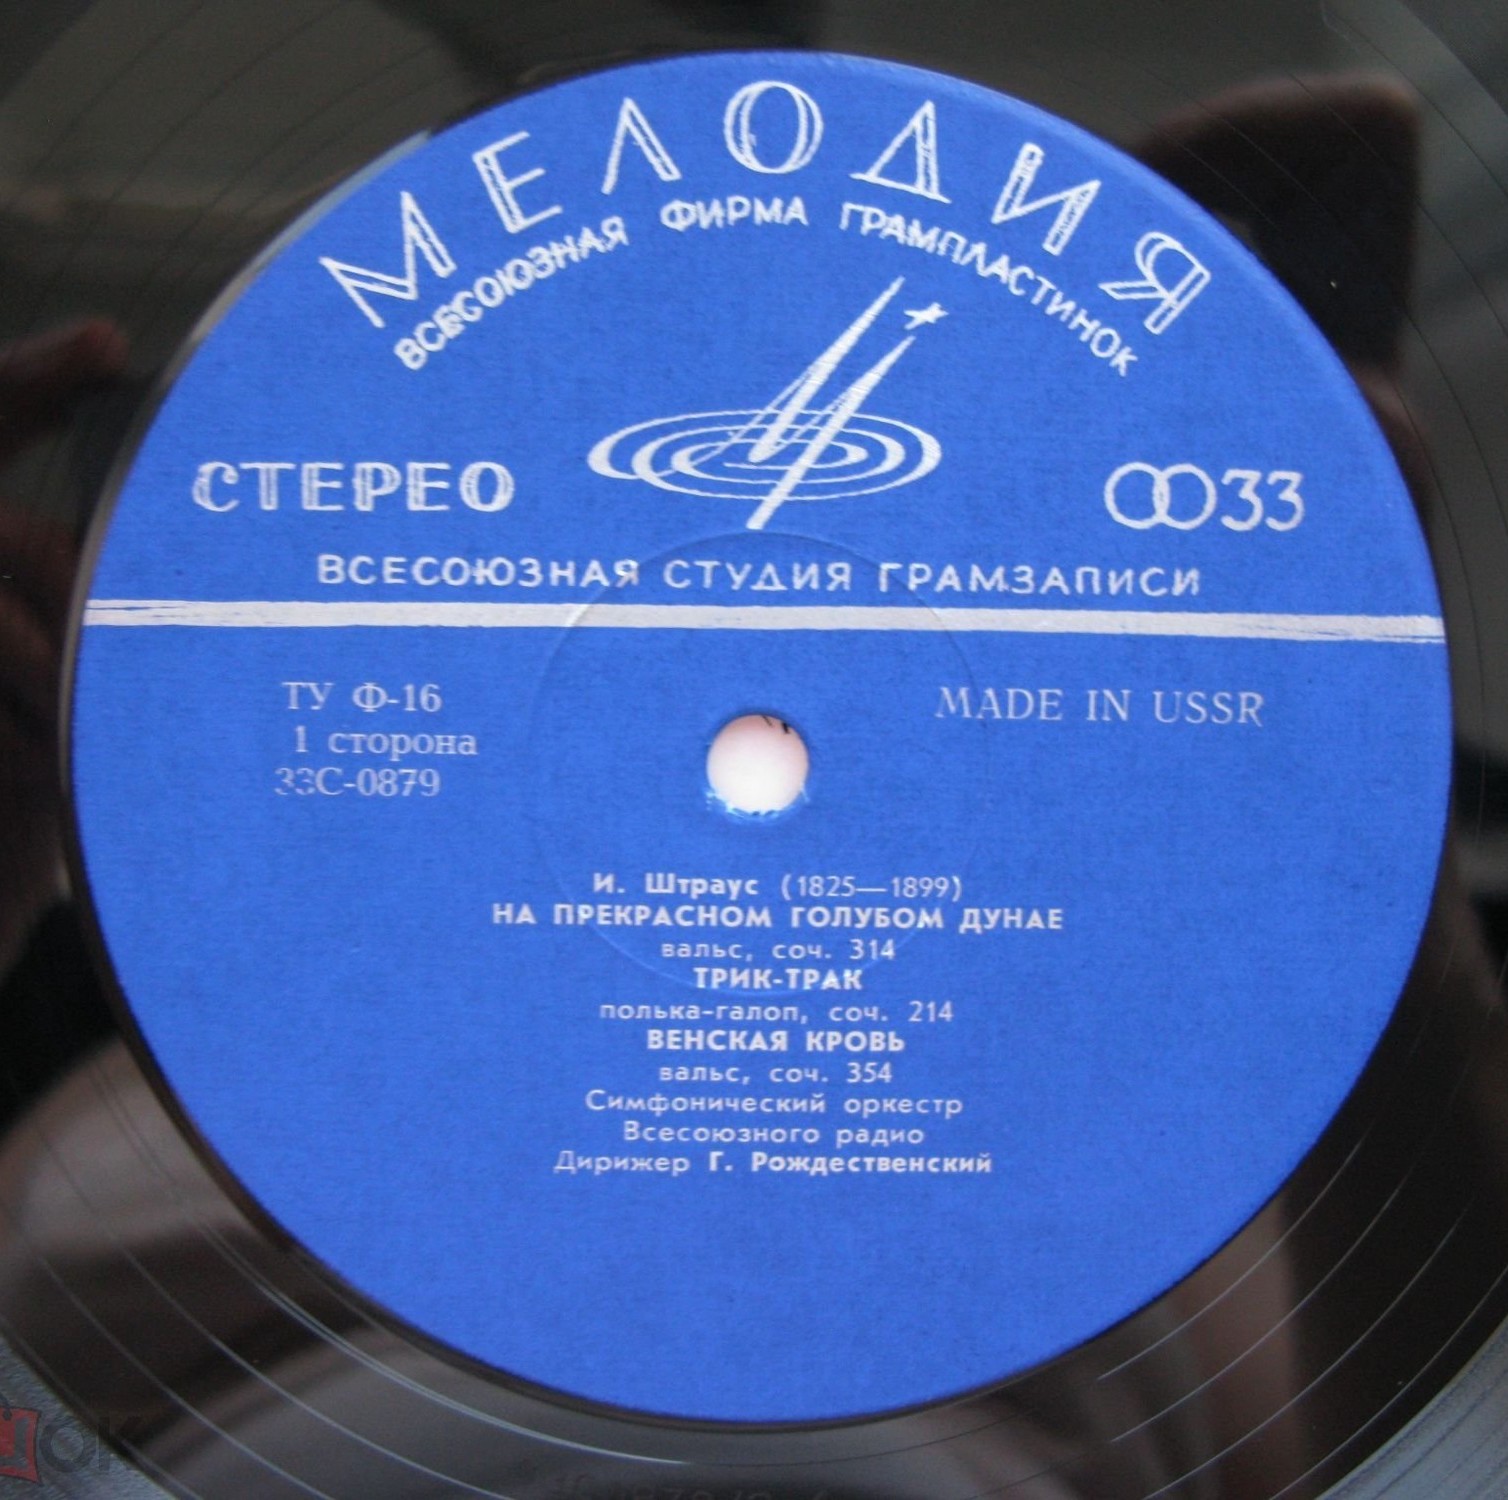 МЕЛОДИЯ
ВСЕСОЮЗНАЯ ФИРМА ГРАМПЛАСТИНОК
СТЕРЕО
33
ВСЕСОЮЗНАЯ СТУДИЯ ГРАМЗАПИСИ
ТУ Ф-16
MADE IN USSR
1 сторона
33С-0879
И. Штраус (1825—1899)
НА ПРЕКРАСНОМ ГОЛУБОМ ДУНАЕ
вальс, соч. 314
ТРИК-ТРАК
полька-галоп, соч. 214
ВЕНСКАЯ КРОВЬ
вальс, соч. 354
Симфонический оркестр
Всесоюзного радио
Дирижер Г. Рождественский